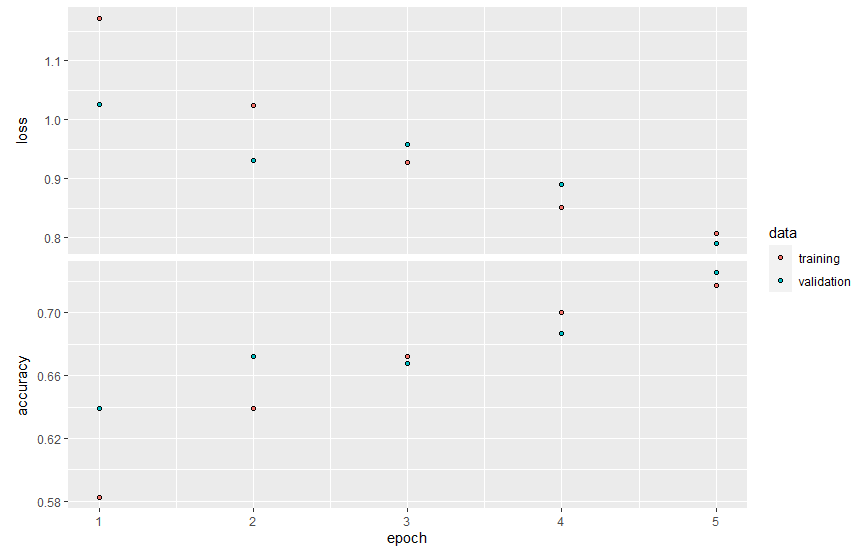 1.1
1.0
0.9
0.8
loss
0.70
0.66
0.62
0.58
accuracy
1 2 3 4 5
epoch
data
training
validation